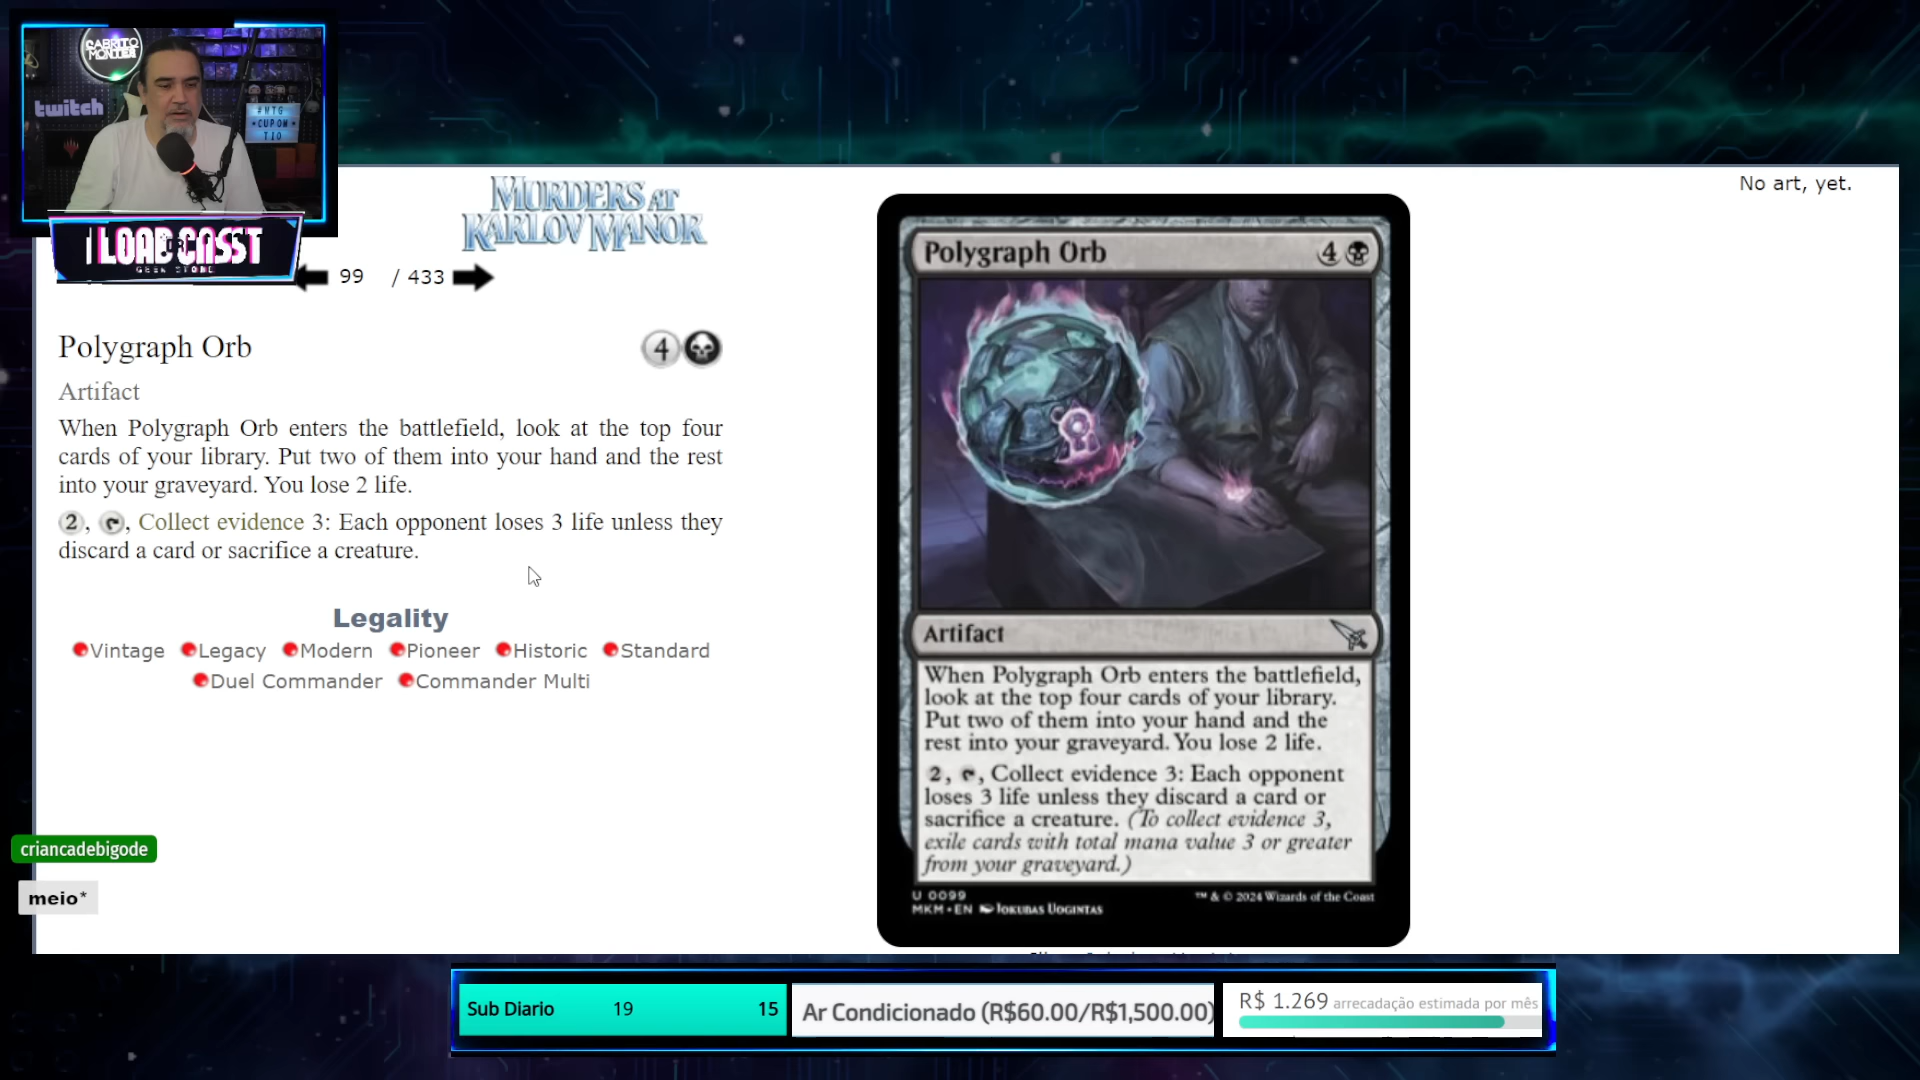 CABRITO
MONTES
twitch
#MTG
•CUPOM•
TIO
LOAD CASST
GEEK STORE
MURDERS AT
KARLOV MANOR
99 / 433
No art, yet.
Polygraph Orb 4
Artifact
When Polygraph Orb enters the battlefield, look at the top four
cards of your library. Put two of them into your hand and the rest
into your graveyard. You lose 2 life.
2, , Collect evidence 3: Each opponent loses 3 life unless they
discard a card or sacrifice a creature.
Legality
Vintage Legacy Modern Pioneer Historic Standard
Duel Commander Commander Multi
Polygraph Orb 4
Artifact
When Polygraph Orb enters the battlefield,
look at the top four cards of your library.
Put two of them into your hand and the
rest into your graveyard. You lose 2 life.
2, , Collect evidence 3: Each opponent
loses 3 life unless they discard a card or
sacrifice a creature. (To collect evidence 3,
exile cards with total mana value 3 or greater
from your graveyard.)
U 0099
MKM • EN Jokubas Uogintas
™ & © 2024 Wizards of the Coast
criancadebigode
meio*
Sub Diario 19 15
Ar Condicionado (R$60.00/R$1,500.00)
R$ 1.269 arrecadação estimada por mês